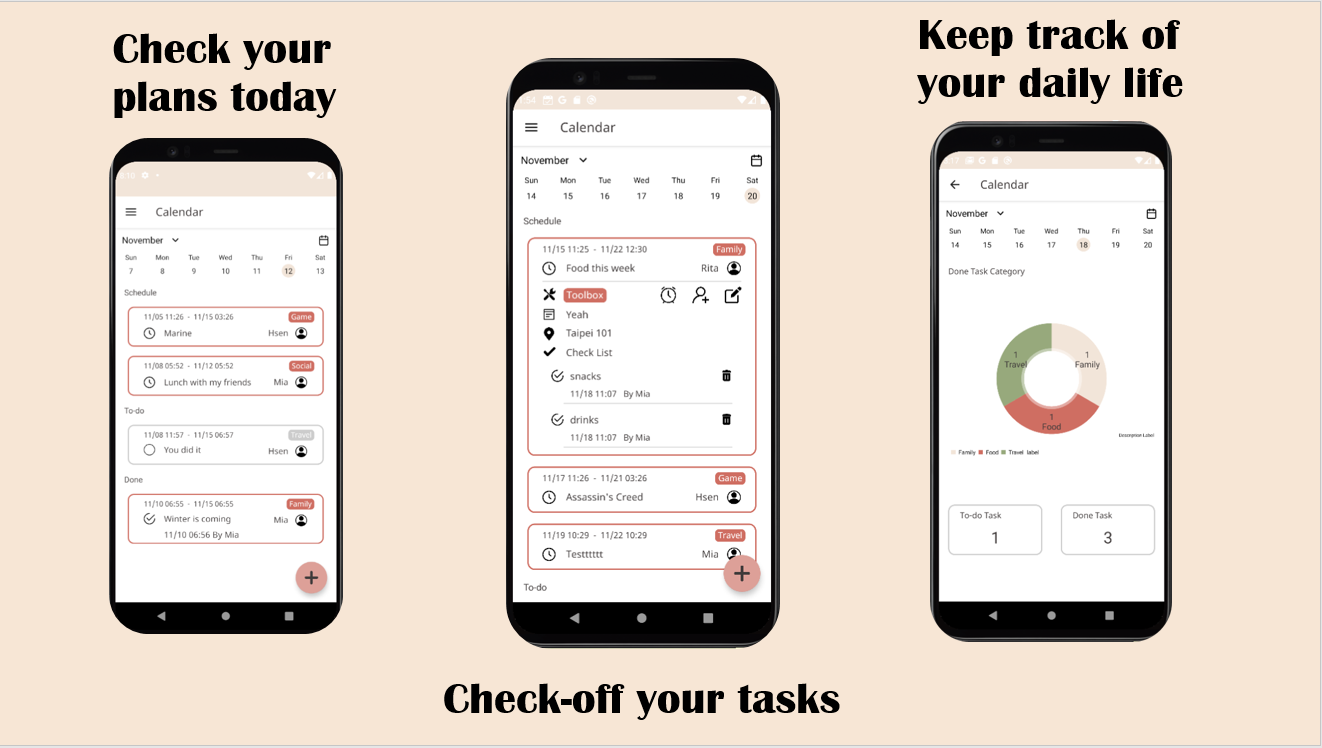 Check your
plans today
Calendar
November
Sun Mon Tue Wed Thu Fri Sat
7 8 9 10 11 12 13
Schedule
11/05 11:26 - 11/15 03:26 Game
Marine Hsen
11/08 05:52 - 11/12 05:52 Social
Lunch with my friends Mia
To-do
11/08 11:57 - 11/15 06:57 Travel
You did it Hsen
Done
11/10 06:55 - 11/15 06:55 Family
Winter is coming Mia
11/10 06:56 By Mia
+
Calendar
November
Sun Mon Tue Wed Thu Fri Sat
14 15 16 17 18 19 20
Schedule
11/15 11:25 - 11/22 12:30 Family
Food this week Rita
Toolbox
Yeah
Taipei 101
Check List
snacks
11/18 11:07 By Mia
drinks
11/18 11:07 By Mia
11/17 11:26 - 11/21 03:26 Game
Assassin's Creed Hsen
11/19 10:29 - 11/22 10:29 Travel
Testttttt Mia
+
To-do
Check-off your tasks
Keep track of
your daily life
Calendar
November
Sun Mon Tue Wed Thu Fri Sat
14 15 16 17 18 19 20
Done Task Category
1 1
Travel Family
1
Food
Description Label
Family Food Travel label
To-do Task Done Task
1 3